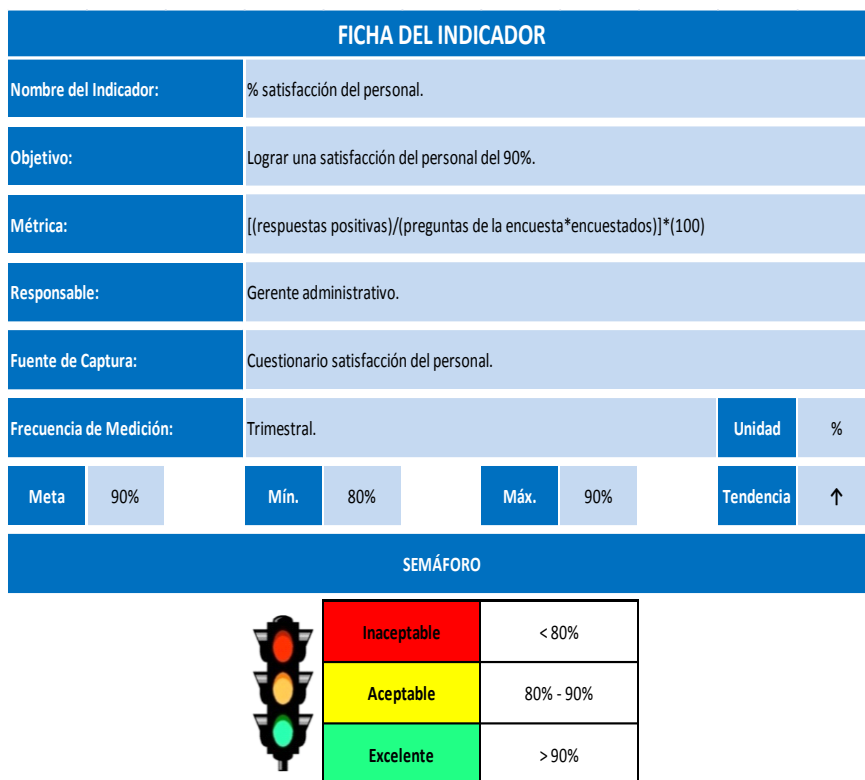 FICHA DEL INDICADOR
Nombre del Indicador: % satisfacción del personal.
Objetivo: Lograr una satisfacción del personal del 90%.
Métrica: [(respuestas positivas)/(preguntas de la encuesta*encuestados)]*(100)
Responsable: Gerente administrativo.
Fuente de Captura: Cuestionario satisfacción del personal.
Frecuencia de Medición: Trimestral. Unidad %
Meta 90% Mín. 80% Máx. 90% Tendencia ↑
SEMÁFORO
Inaceptable < 80%
Aceptable 80% - 90%
Excelente > 90%